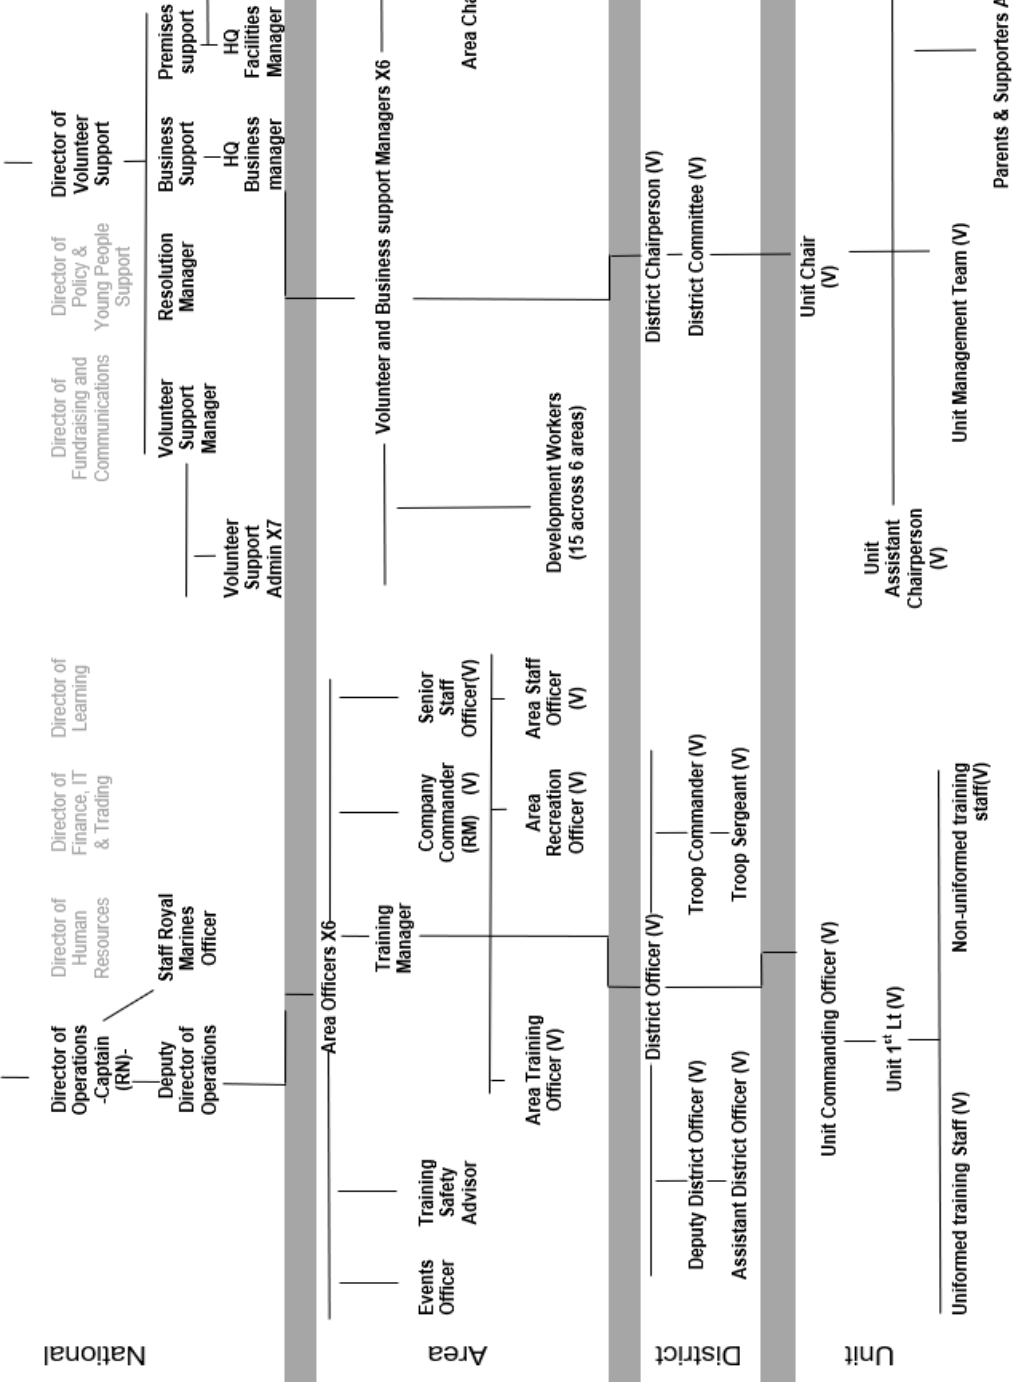 National
Director of
Operations
-Captain
(RN)-
Deputy
Director of
Operations
Staff Royal
Marines
Officer
Director of
Human
Resources
Director of
Finance, IT
& Trading
Director of
Learning
Director of
Fundraising and
Communications
Director of
Policy &
Young People
Support
Director of
Volunteer
Support
Volunteer
Support
Manager
Resolution
Manager
Business
Support
Premises
support
Volunteer
Support
Admin X7
HQ
Business
manager
HQ
Facilities
Manager
Area
Area Officers X6
Events
Officer
Training
Safety
Advisor
Training
Manager
Company
Commander
(RM) (V)
Senior
Staff
Officer(V)
Area Training
Officer (V)
Area
Recreation
Officer (V)
Area Staff
Officer
(V)
Volunteer and Business support Managers X6
Development Workers
(15 across 6 areas)
Area Cha
District
District Officer (V)
Deputy District Officer (V)
Assistant District Officer (V)
Troop Commander (V)
Troop Sergeant (V)
District Chairperson (V)
District Committee (V)
Unit
Unit Commanding Officer (V)
Unit 1st Lt (V)
Uniformed training Staff (V)
Non-uniformed training
staff(V)
Unit Chair
(V)
Unit
Assistant
Chairperson
(V)
Unit Management Team (V)
Parents & Supporters A